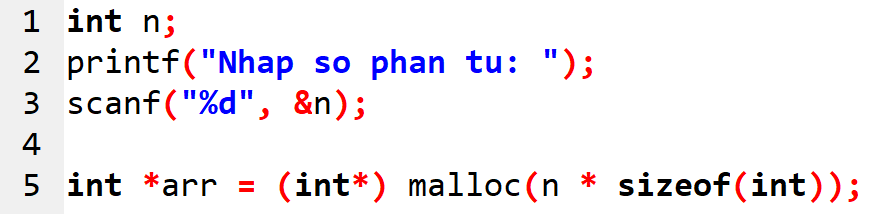 1 int n;
2 printf("Nhap so phan tu: ");
3 scanf("%d", &n);
4
5 int *arr = (int*) malloc(n * sizeof(int));